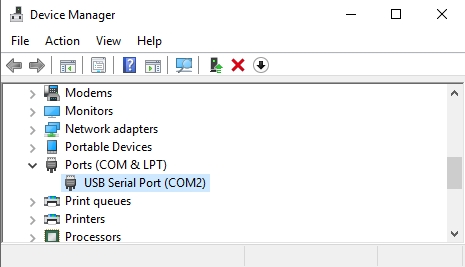 Device Manager
File Action View Help
Modems
Monitors
Network adapters
Portable Devices
Ports (COM & LPT)
USB Serial Port (COM2)
Print queues
Printers
Processors